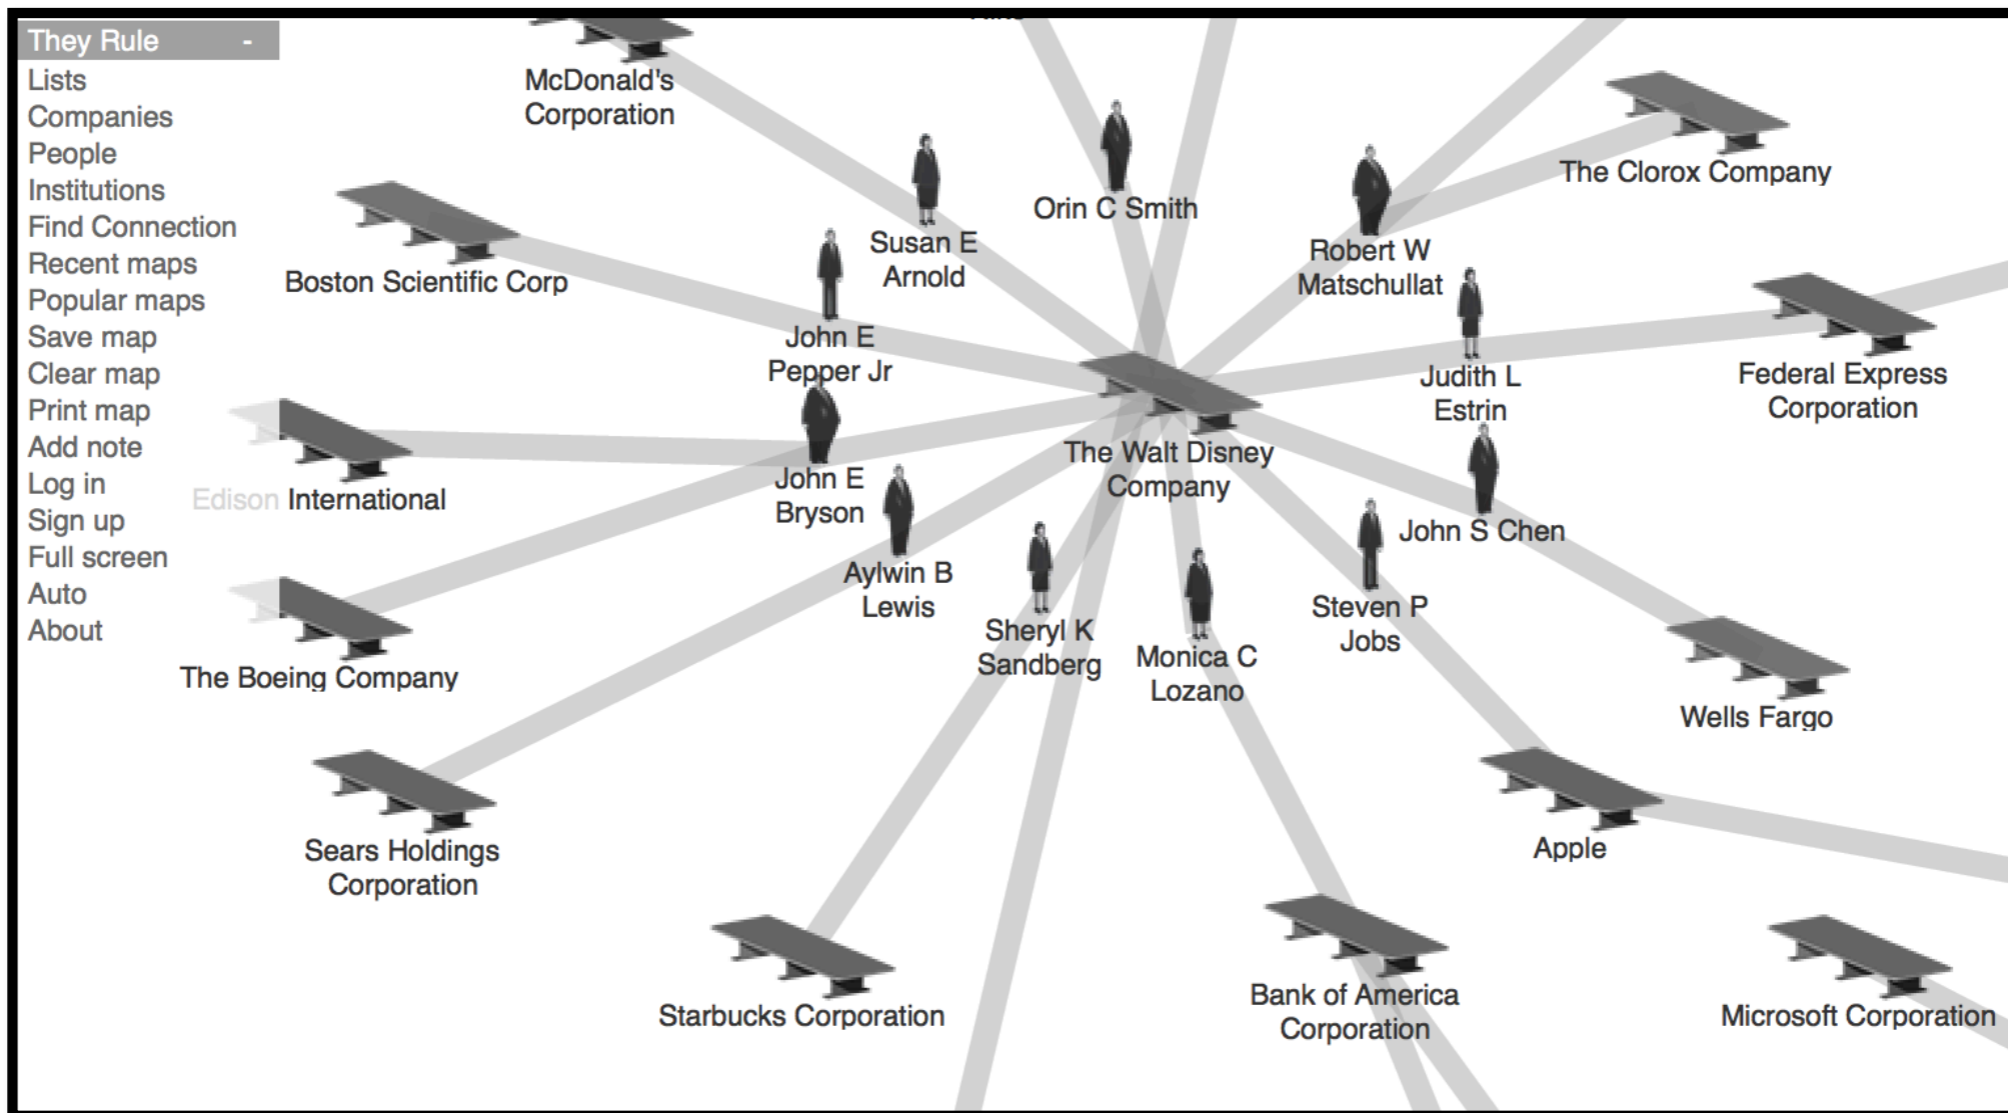 They Rule -
Lists
Companies
People
Institutions
Find Connection
Recent maps
Popular maps
Save map
Clear map
Print map
Add note
Log in
Sign up
Full screen
Auto
About
McDonald's
Corporation
Boston Scientific Corp
Edison International
The Boeing Company
Sears Holdings
Corporation
Starbucks Corporation
Susan E
Arnold
Orin C Smith
John E
Pepper Jr
John E
Bryson
Aylwin B
Lewis
Sheryl K
Sandberg
Monica C
Lozano
The Walt Disney
Company
Robert W
Matschullat
Judith L
Estrin
John S Chen
Steven P
Jobs
The Clorox Company
Federal Express
Corporation
Wells Fargo
Apple
Bank of America
Corporation
Microsoft Corporation